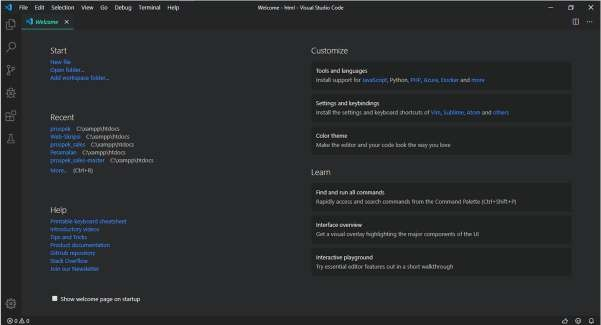 File Edit Selection View Go Debug Terminal Help
Welcome - html - Visual Studio Code
Welcome
Start
New file
Open folder...
Add workspace folder...
Recent
prospek C:\xampp\htdocs
Web-Skripsi C:\xampp\htdocs
prospek_sales C:\xampp\htdocs
Peramalan C:\xampp\htdocs
prospek_sales-master C:\xampp\htdocs
More... (Ctrl+R)
Help
Printable keyboard cheatsheet
Introductory videos
Tips and Tricks
Product documentation
GitHub repository
Stack Overflow
Join our Newsletter
Show welcome page on startup
Customize
Tools and languages
Install support for JavaScript, Python, PHP, Azure, Docker and more
Settings and keybindings
Install the settings and keyboard shortcuts of Vim, Sublime, Atom and others
Color theme
Make the editor and your code look the way you love
Learn
Find and run all commands
Rapidly access and search commands from the Command Palette (Ctrl+Shift+P)
Interface overview
Get a visual overlay highlighting the major components of the UI
Interactive playground
Try essential editor features out in a short walkthrough
0 0